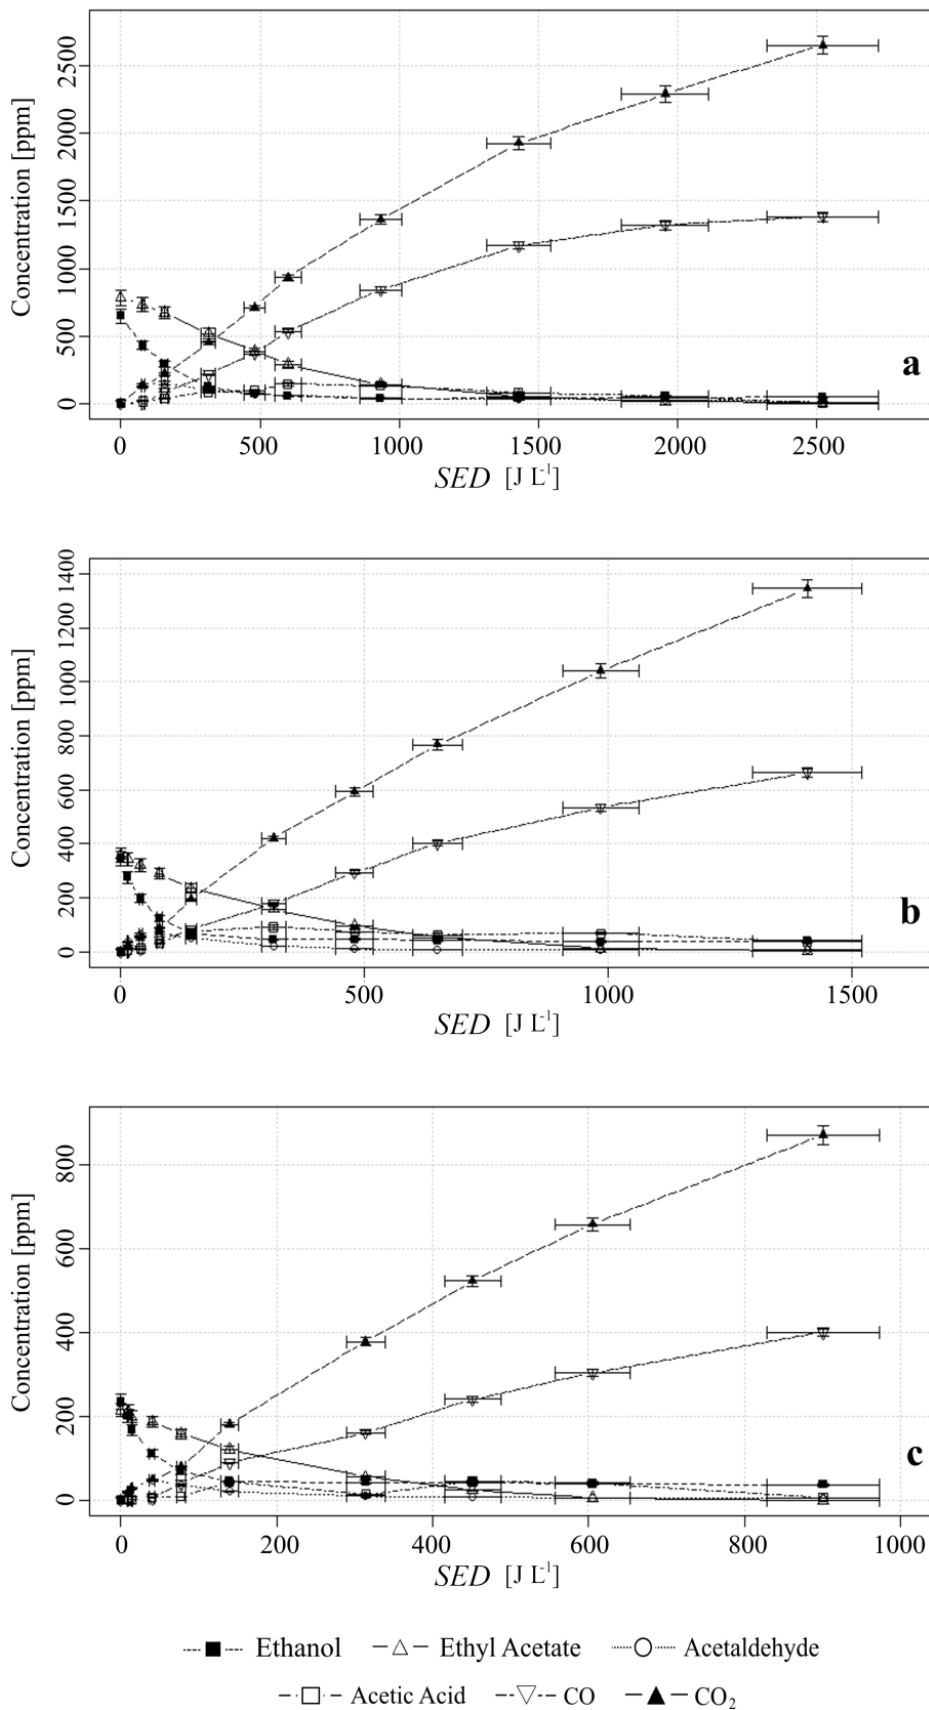 Concentration [ppm]
2500
2000
1500
1000
500
0
a
0 500 1000 1500 2000 2500
SED [J L⁻¹]
Concentration [ppm]
1400
1200
1000
800
600
400
200
0
b
0 500 1000 1500
SED [J L⁻¹]
Concentration [ppm]
800
600
400
200
0
c
0 200 400 600 800 1000
SED [J L⁻¹]
Ethanol Ethyl Acetate Acetaldehyde
Acetic Acid CO CO₂